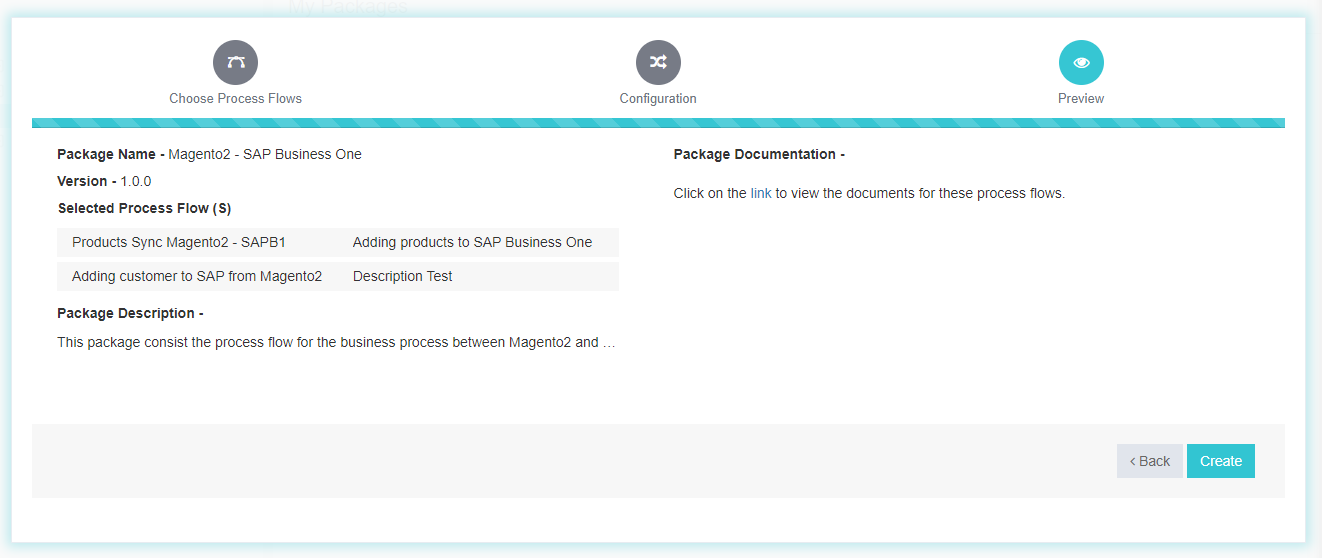 My Packages
Choose Process Flows
Configuration
Preview
Package Name - Magento2 - SAP Business One
Version - 1.0.0
Selected Process Flow (S)
Products Sync Magento2 - SAPB1 Adding products to SAP Business One
Adding customer to SAP from Magento2 Description Test
Package Description -
This package consist the process flow for the business process between Magento2 and ...
Package Documentation -
Click on the link to view the documents for these process flows.
‹ Back
Create